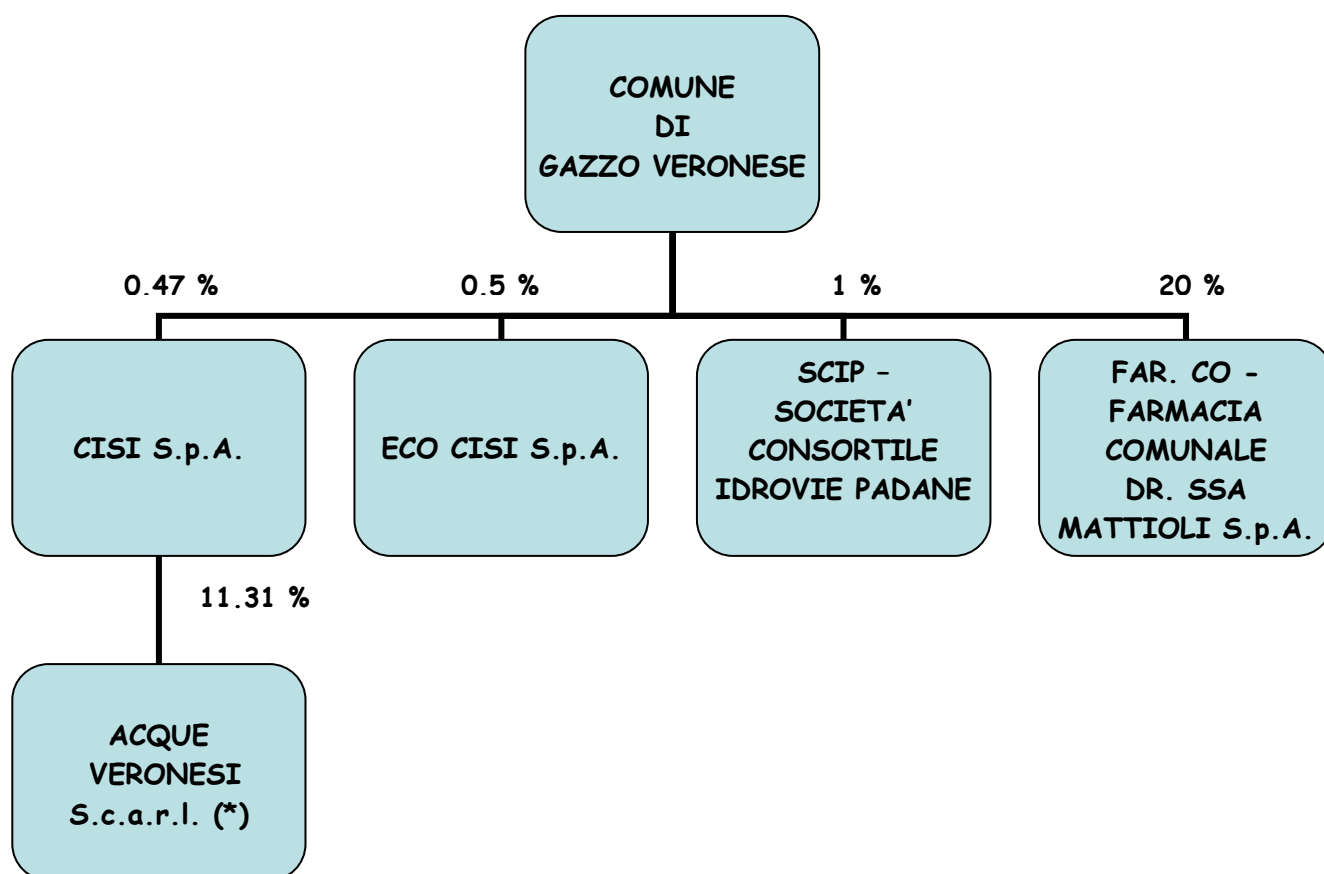 COMUNE
DI
GAZZO VERONESE
0.47 %
0.5 %
1 %
20 %
CISI S.p.A.
ECO CISI S.p.A.
SCIP –
SOCIETA’
CONSORTILE
IDROVIE PADANE
FAR. CO -
FARMACIA
COMUNALE
DR. SSA
MATTIOLI S.p.A.
11.31 %
ACQUE
VERONESI
S.c.a.r.l. (*)